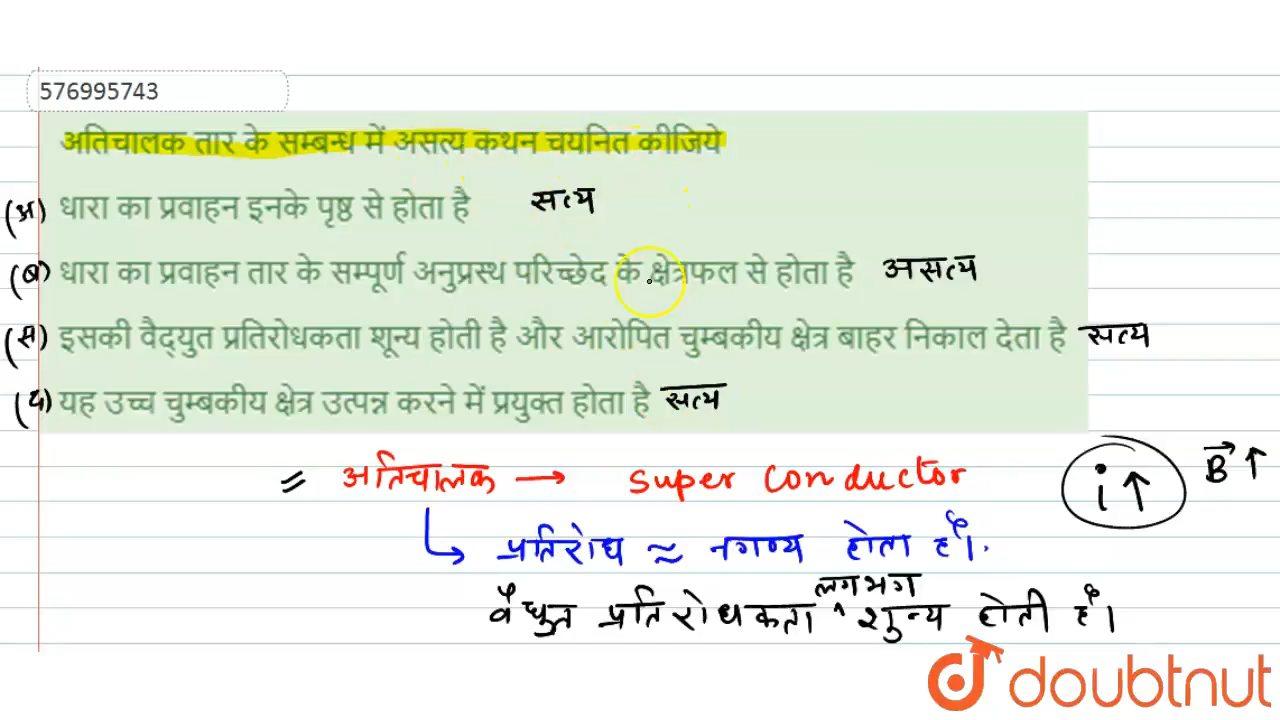 576995743
अतिचालक तार के सम्बन्ध में असत्य कथन चयनित कीजिये
(अ) धारा का प्रवाहन इनके पृष्ठ से होता है सत्य
(ब) धारा का प्रवाहन तार के सम्पूर्ण अनुप्रस्थ परिच्छेद के क्षेत्रफल से होता है असत्य
(स) इसकी वैद्युत प्रतिरोधकता शून्य होती है और आरोपित चुम्बकीय क्षेत्र बाहर निकाल देता है सत्य
(द) यह उच्च चुम्बकीय क्षेत्र उत्पन्न करने में प्रयुक्त होता है सत्य
= अतिचालक → Super conductor i↑ B⃗↑
↳ प्रतिरोध ≈ नगण्य होता है।
लगभग
वैधुत प्रतिरोधकता ^ शुन्य होती है।
doubtnut